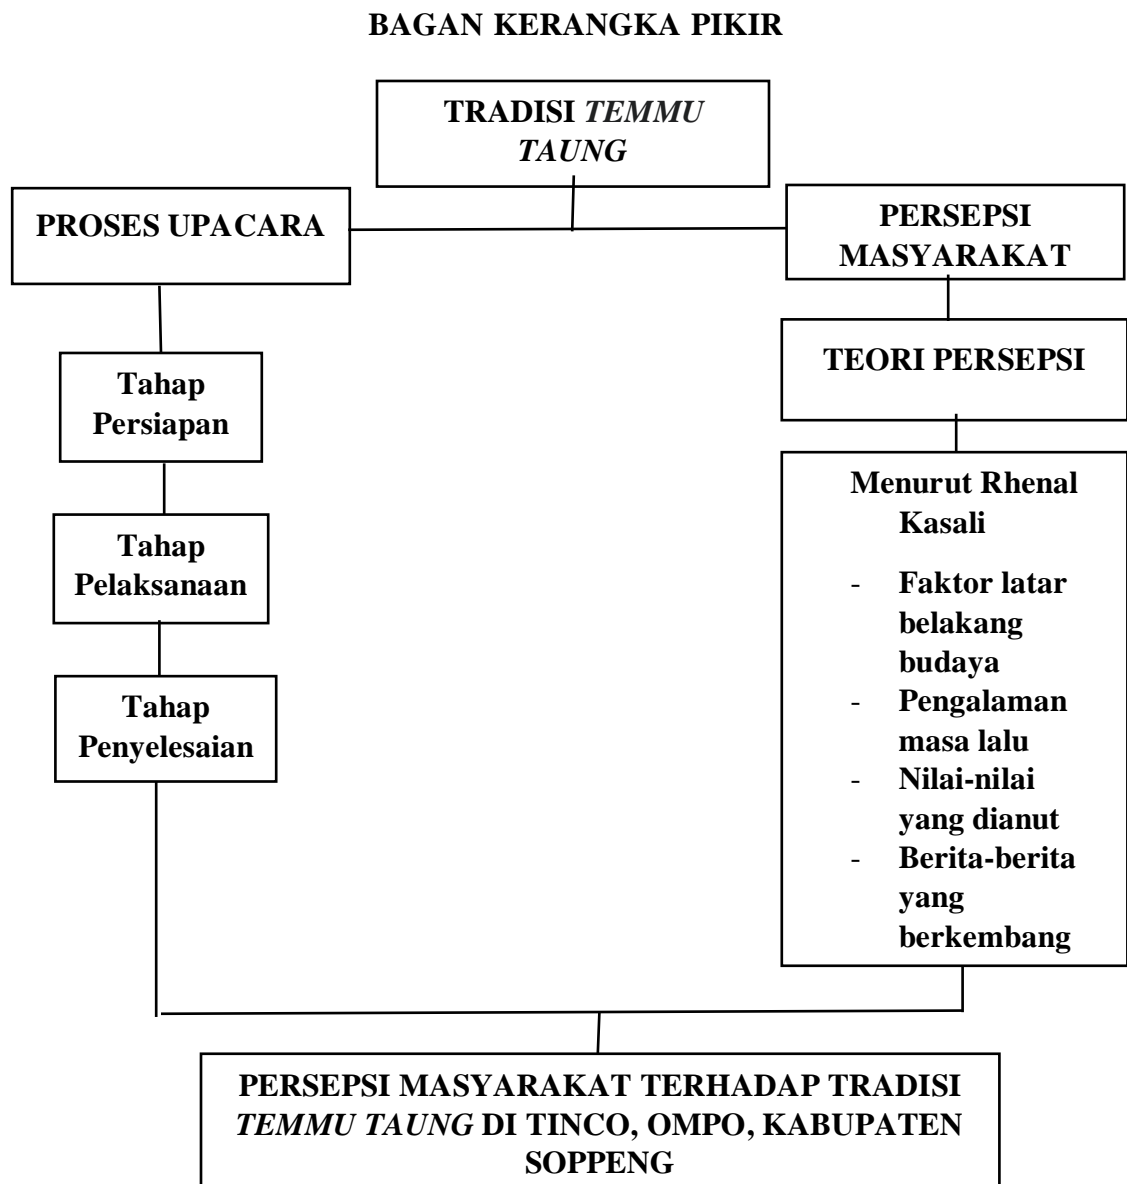 BAGAN KERANGKA PIKIR
TRADISI TEMMU
TAUNG
PROSES UPACARA
PERSEPSI
MASYARAKAT
TEORI PERSEPSI
Tahap
Persiapan
Tahap
Pelaksanaan
Tahap
Penyelesaian
Menurut Rhenal
Kasali
- Faktor latar
belakang
budaya
- Pengalaman
masa lalu
- Nilai-nilai
yang dianut
- Berita-berita
yang
berkembang
PERSEPSI MASYARAKAT TERHADAP TRADISI
TEMMU TAUNG DI TINCO, OMPO, KABUPATEN
SOPPENG